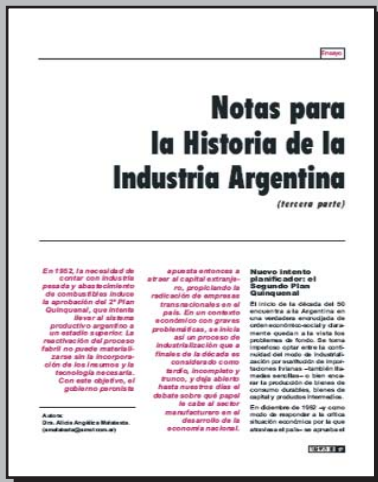 Ensayo
Notas para
la Historia de la
Industria Argentina
(tercera parte)
En 1952, la necesidad de
contar con industria
pesada y abastecimiento
de combustibles induce
la aprobación del 2º Plan
Quinquenal, que intenta
llevar al sistema
productivo argentino a
un estadio superior. La
reactivación del proceso
fabril no puede materiali-
zarse sin la incorpora-
ción de los insumos y la
tecnología necesaria.
Con este objetivo, el
gobierno peronista
Autora:
Dra. Alicia Angélica Malatesta.
apuesta entonces a
atraer al capital extranje-
ro, propiciando la
radicación de empresas
transnacionales en el
país. En un contexto
económico con graves
problemáticas, se inicia
así un proceso de
industrialización que a
finales de la década es
considerado como
tardío, incompleto y
trunco, y deja abierto
hasta nuestros días el
debate sobre qué papel
le cabe al sector
manufacturero en el
desarrollo de la
economía nacional.
Nuevo intento
planificador: el
Segundo Plan
Quinquenal
El inicio de la década del 50
encuentra a la Argentina en
una verdadera encrucijada de
orden económico-social y clara-
mente quedan a la vista los
problemas de fondo. Se torna
imperioso optar entre la conti-
nuidad del modo de industriali-
zación por sustitución de impor-
taciones livianas –también lla-
madas sencillas– o bien enca-
rar la producción de bienes de
consumo durables, bienes de
capital y productos intermedios.
En diciembre de 1952 –y como
modo de responder a la crítica
situación económica por la que
atraviesa el país– se aprueba el